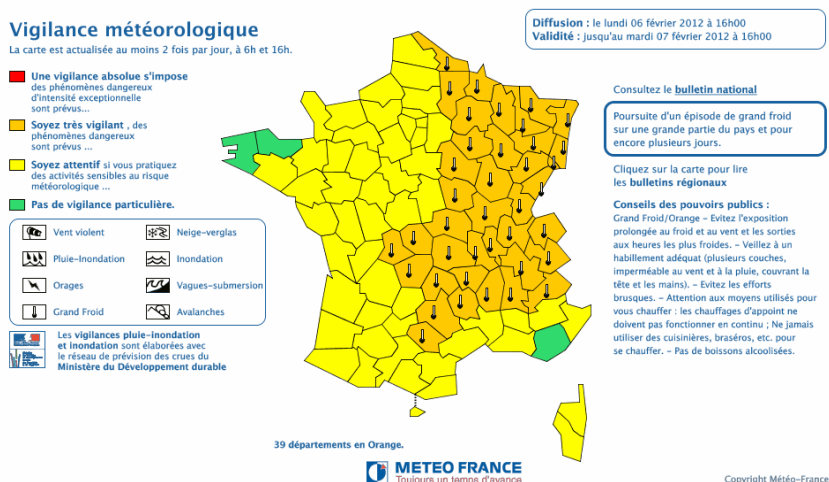 Vigilance météorologique
La carte est actualisée au moins 2 fois par jour, à 6h et 16h.
Diffusion : le lundi 06 février 2012 à 16h00
Validité : jusqu'au mardi 07 février 2012 à 16h00
Une vigilance absolue s'impose
des phénomènes dangereux
d'intensité exceptionnelle
sont prévus...
Soyez très vigilant , des
phénomènes dangereux
sont prévus ...
Soyez attentif si vous pratiquez
des activités sensibles au risque
météorologique ...
Pas de vigilance particulière.
Vent violent
Neige-verglas
Pluie-Inondation
Inondation
Orages
Vagues-submersion
Grand Froid
Avalanches
Les vigilances pluie-inondation
et inondation sont élaborées avec
le réseau de prévision des crues du
Ministère du Développement durable
Consultez le bulletin national
Poursuite d'un épisode de grand froid
sur une grande partie du pays et pour
encore plusieurs jours.
Cliquez sur la carte pour lire
les bulletins régionaux
Conseils des pouvoirs publics :
Grand Froid/Orange – Evitez l'exposition
prolongée au froid et au vent et les sorties
aux heures les plus froides. – Veillez à un
habillement adéquat (plusieurs couches,
imperméable au vent et à la pluie, couvrant la
tête et les mains). – Evitez les efforts
brusques. – Attention aux moyens utilisés pour
vous chauffer : les chauffages d'appoint ne
doivent pas fonctionner en continu ; Ne jamais
utiliser des cuisinières, braséros, etc. pour
se chauffer. – Pas de boissons alcoolisées.
39 départements en Orange.
METEO FRANCE
Toujours un temps d'avance
Copyright Météo-France